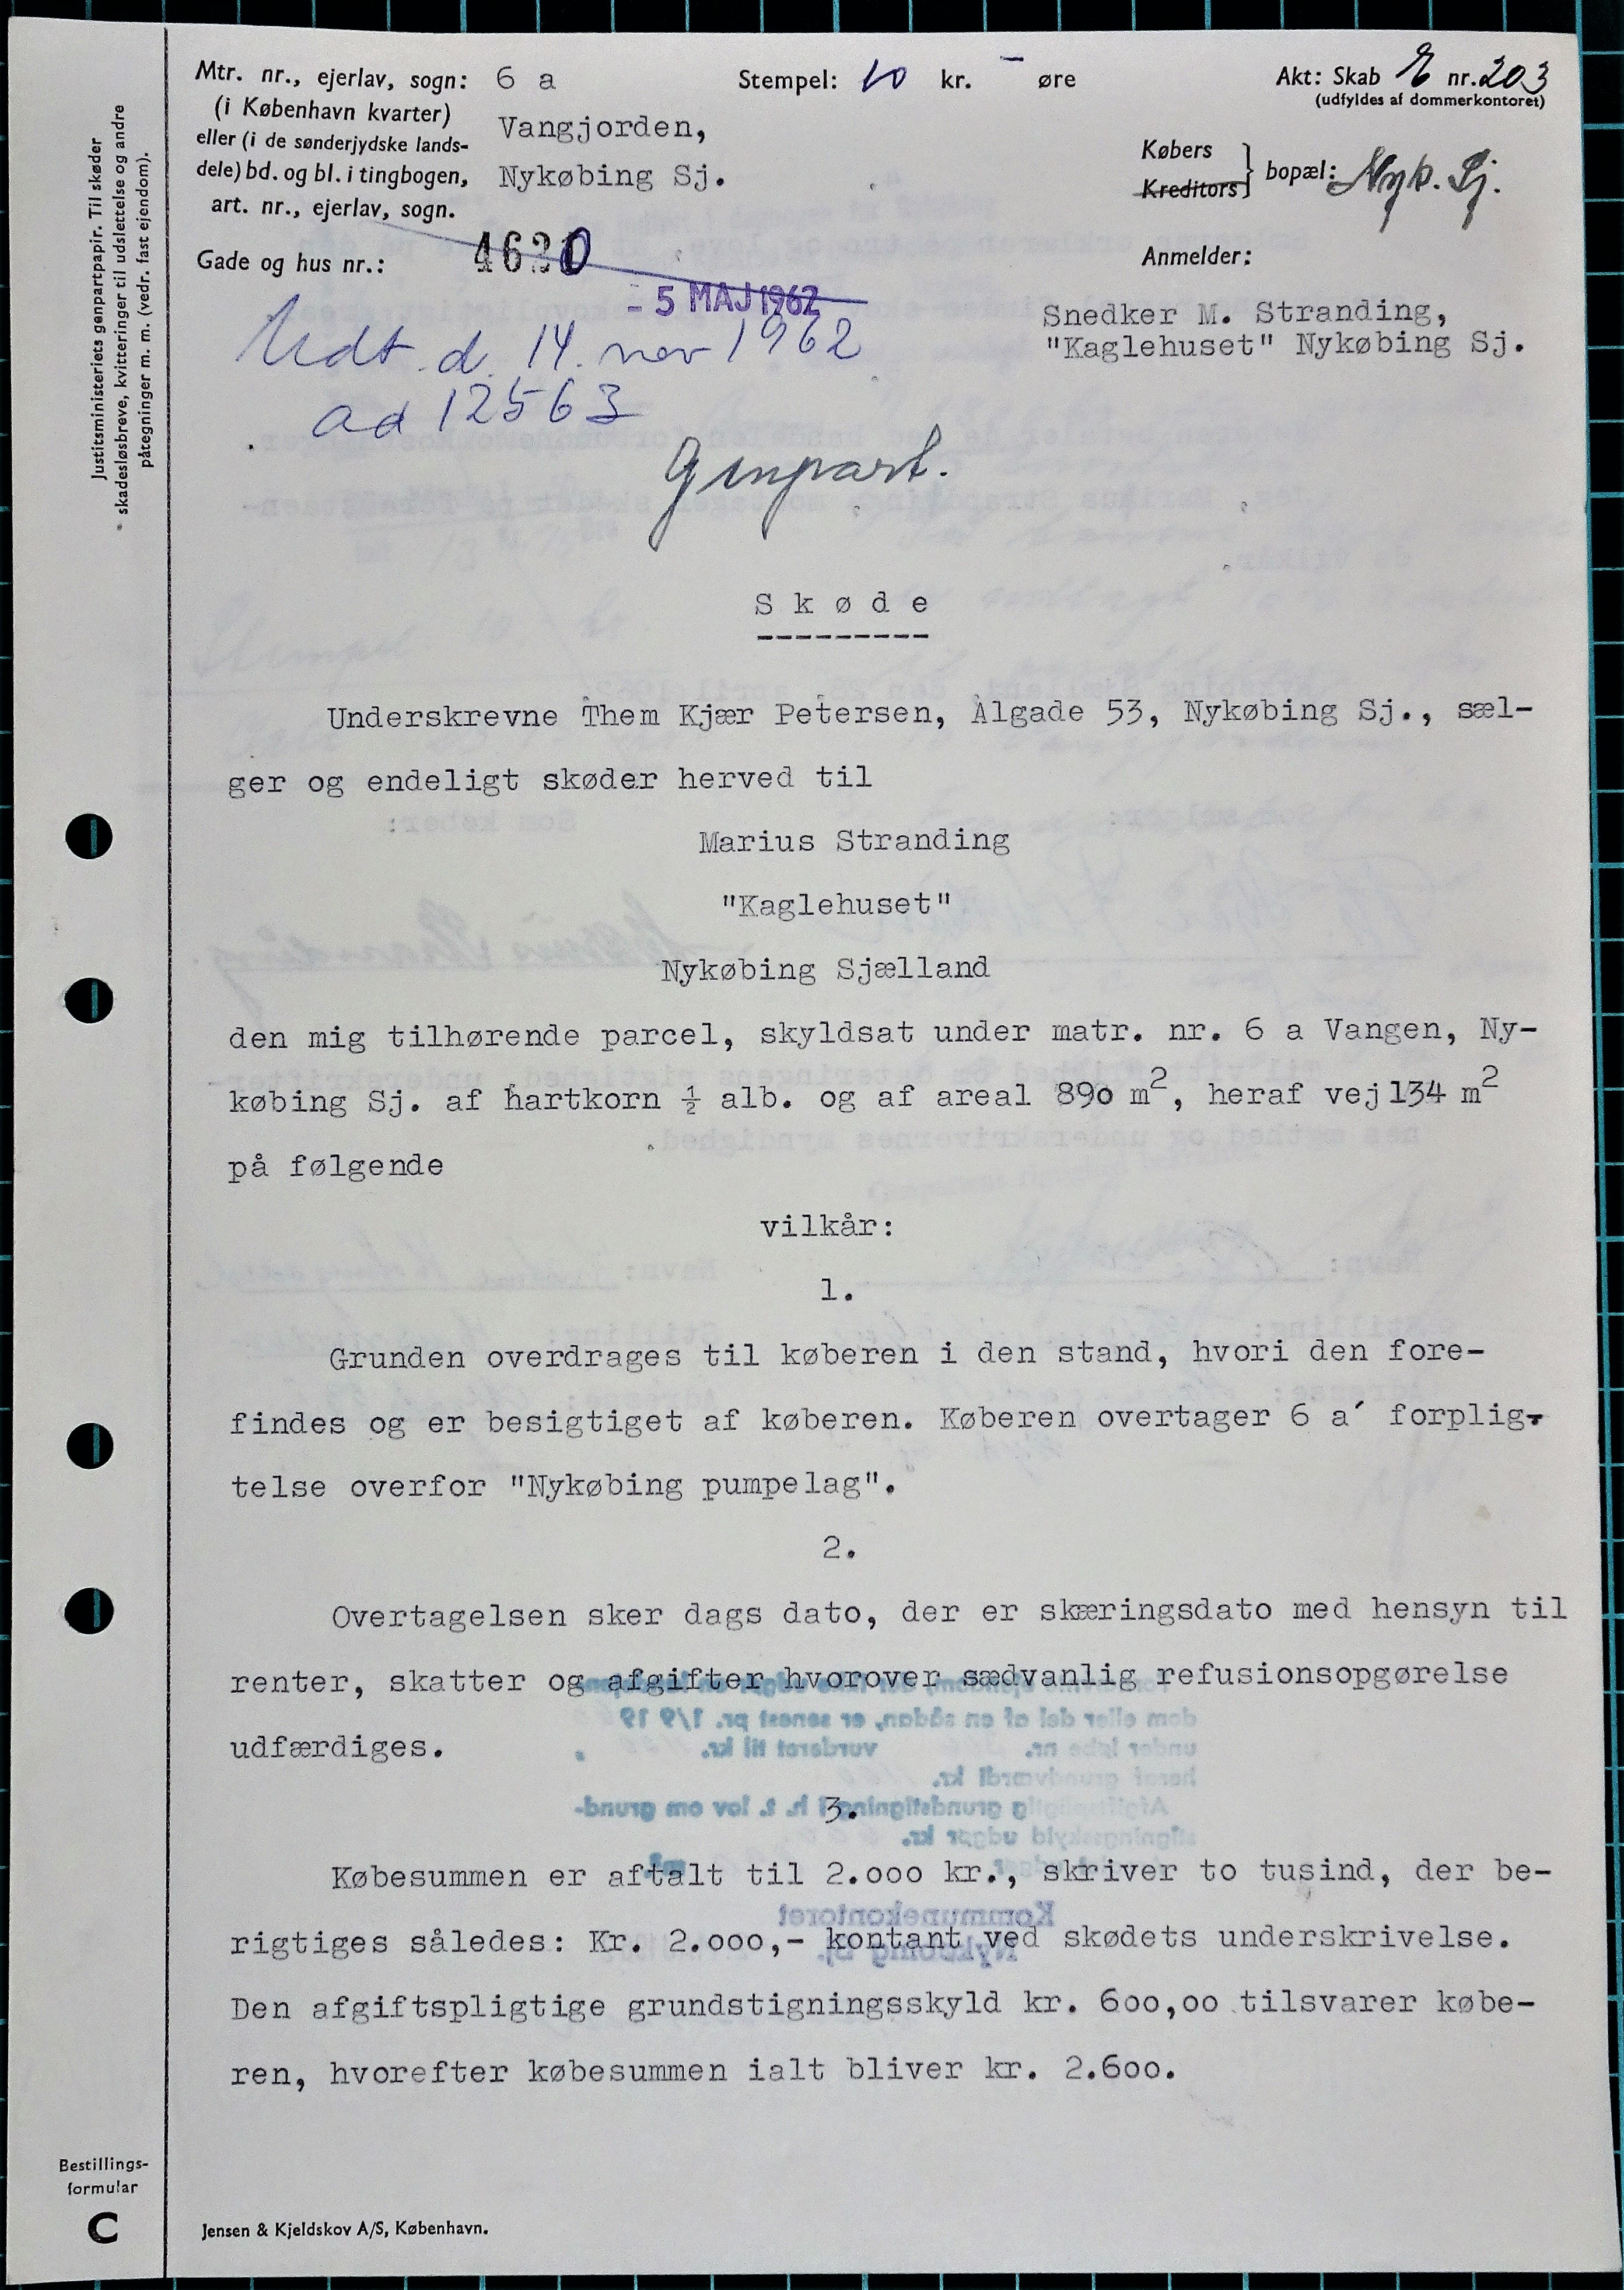 Mtr. nr., ejerlav, sogn: 6 a
(i København kvarter)
eller (i de sønderjydske lands-
dele) bd. og bl. i tingbogen,
art. nr., ejerlav, sogn.
Vangjorden,
Nykøbing Sj.
Gade og hus nr.:
Stempel: 10 kr. - øre
Akt: Skab E nr. 203
(udfyldes af dommerkontoret)
Købers
Kreditors
bopæl: Nyk. Sj.
Anmelder:
Snedker M. Stranding,
"Kaglehuset" Nykøbing Sj.
4620
- 5 MAJ 1962
Udt. d. 14. nov 1962
ad 12563
Genpart.
Justitsministeriets genpartpapir. Til skøder
skadesløsbreve, kvitteringer til udslettelse og andre
påtegninger m. m. (vedr. fast ejendom).
Skøde
---------
Underskrevne Them Kjær Petersen, Algade 53, Nykøbing Sj., sæl-
ger og endeligt skøder herved til
Marius Stranding
"Kaglehuset"
Nykøbing Sjælland
den mig tilhørende parcel, skyldsat under matr. nr. 6 a Vangen, Ny-
købing Sj. af hartkorn ½ alb. og af areal 890 m², heraf vej 134 m²
på følgende
vilkår:
1.
Grunden overdrages til køberen i den stand, hvori den fore-
findes og er besigtiget af køberen. Køberen overtager 6 a´ forplig-
telse overfor "Nykøbing pumpelag".
2.
Overtagelsen sker dags dato, der er skæringsdato med hensyn til
renter, skatter og afgifter hvorover sædvanlig refusionsopgørelse
udfærdiges.
3.
Købesummen er aftalt til 2.000 kr., skriver to tusind, der be-
rigtiges således: Kr. 2.000,- kontant ved skødets underskrivelse.
Den afgiftspligtige grundstigningsskyld kr. 600,00 tilsvarer købe-
ren, hvorefter købesummen ialt bliver kr. 2.600.
Bestillings-
formular
C
Jensen & Kjeldskov A/S, København.